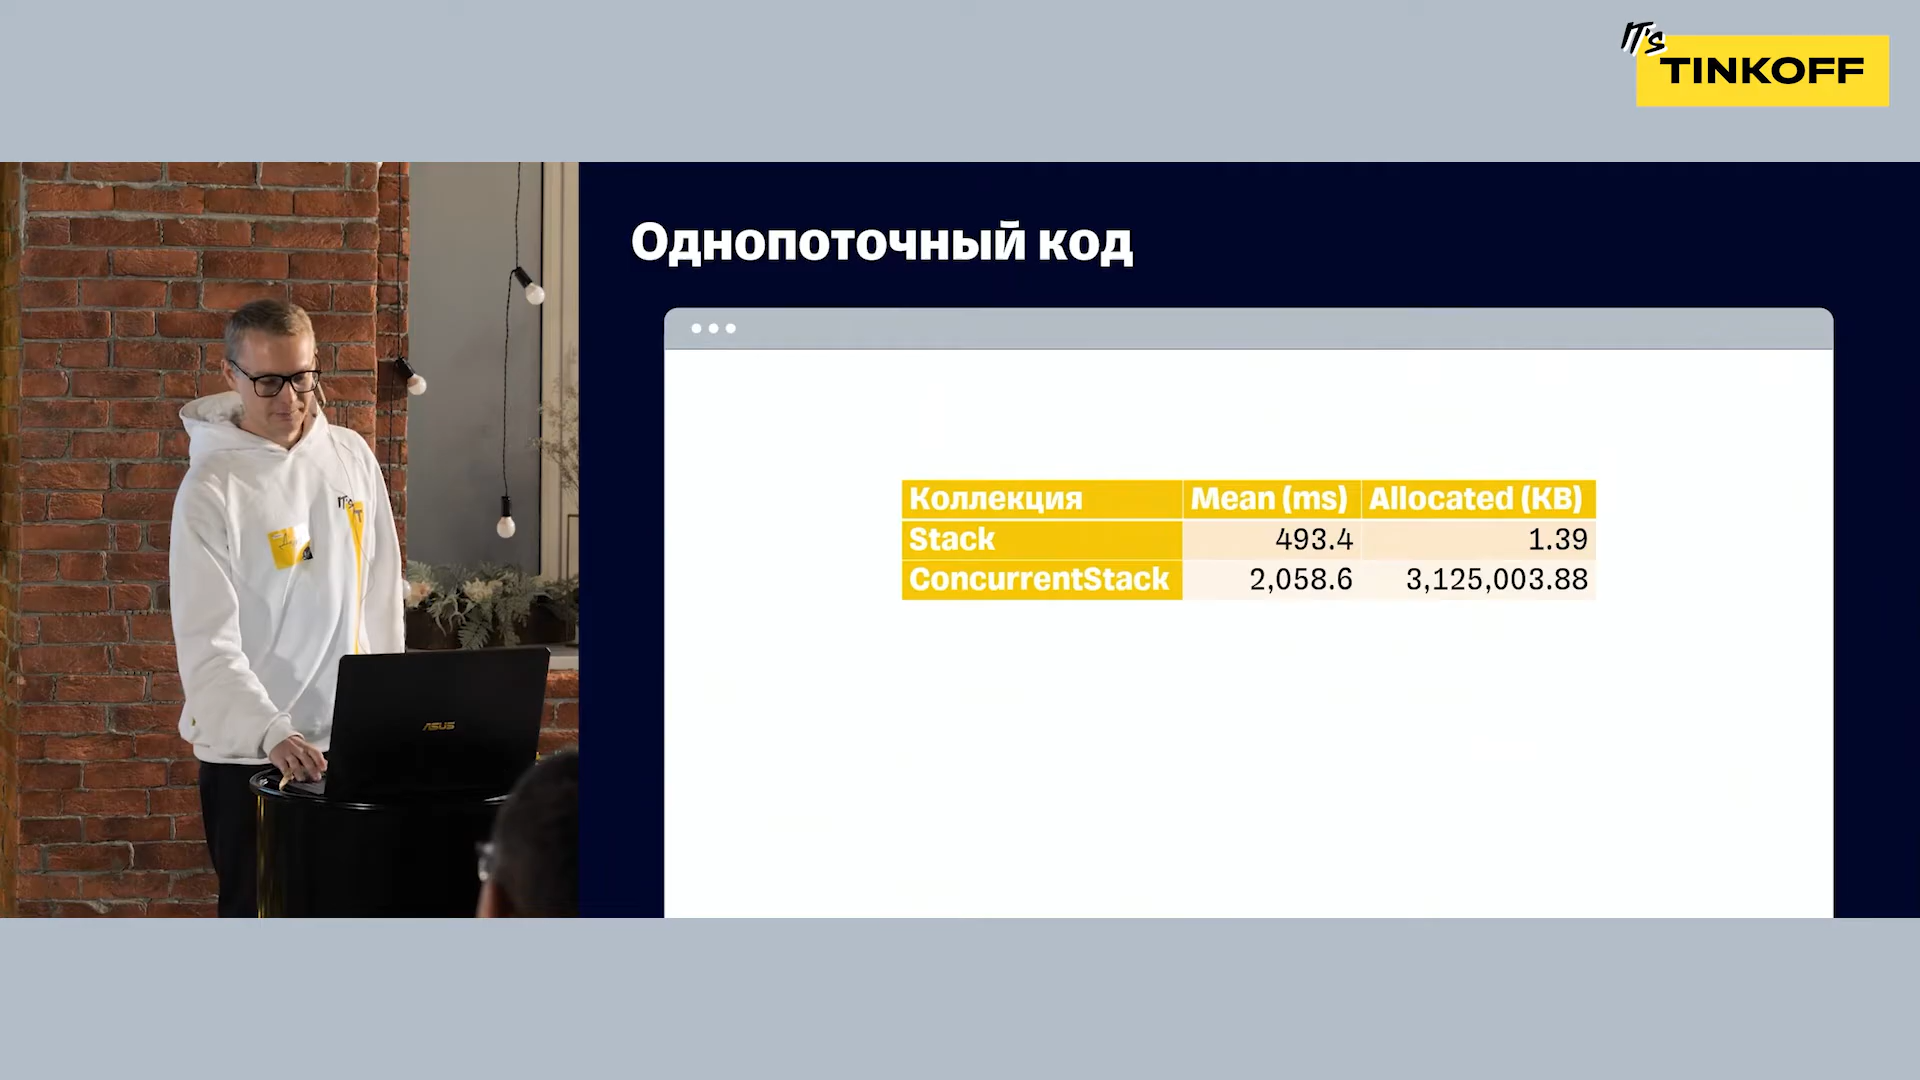 IT's
TINKOFF
Однопоточный код
Коллекция Mean (ms) Allocated (KB)
Stack 493.4 1.39
ConcurrentStack 2,058.6 3,125,003.88
IT's
T
ASUS